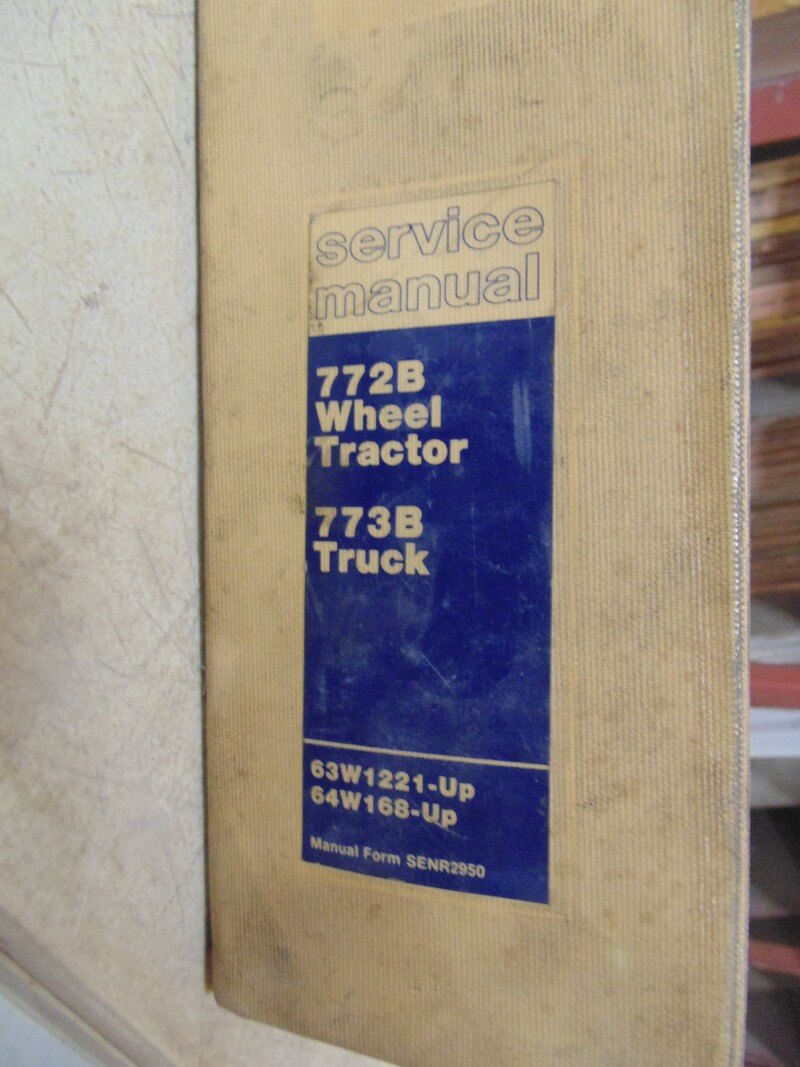 service
manual
772B
Wheel
Tractor
773B
Truck
63W1221-Up
64W168-Up
Manual Form SENR2950